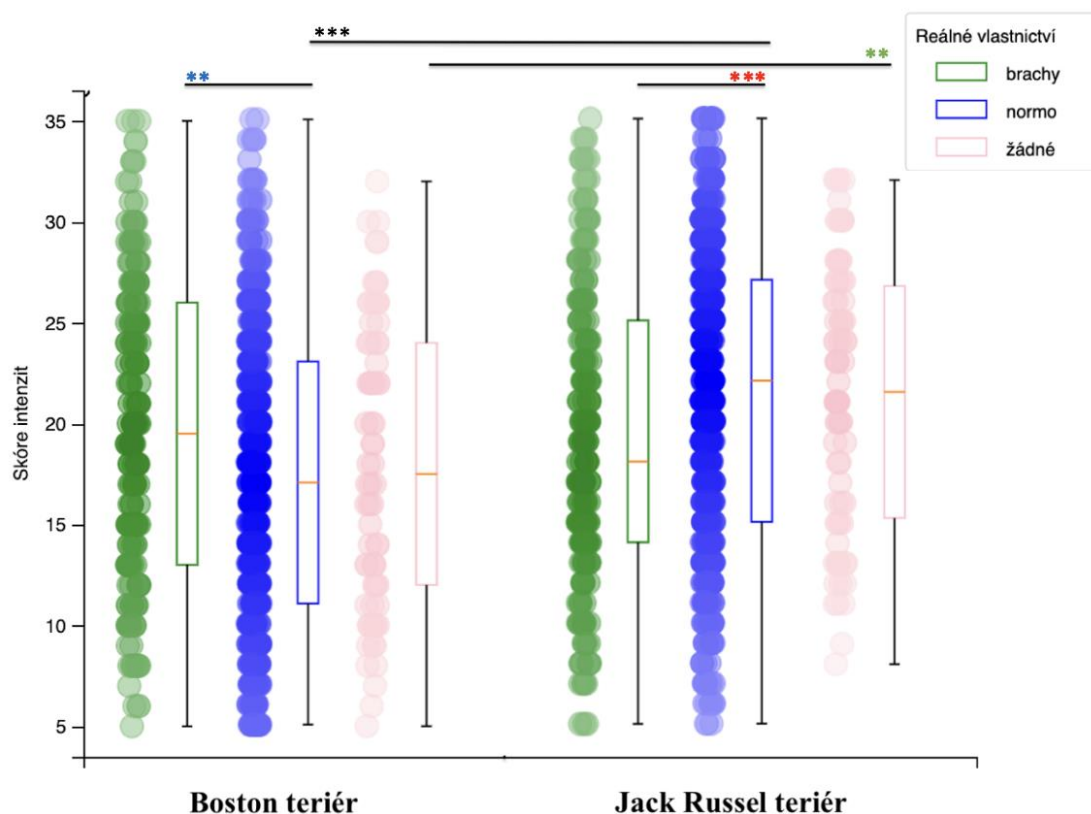 ***
**
**
***
Reálné vlastnictví
brachy
normo
žádné
Skóre intenzit
35
30
25
20
15
10
5
Boston teriér
Jack Russel teriér